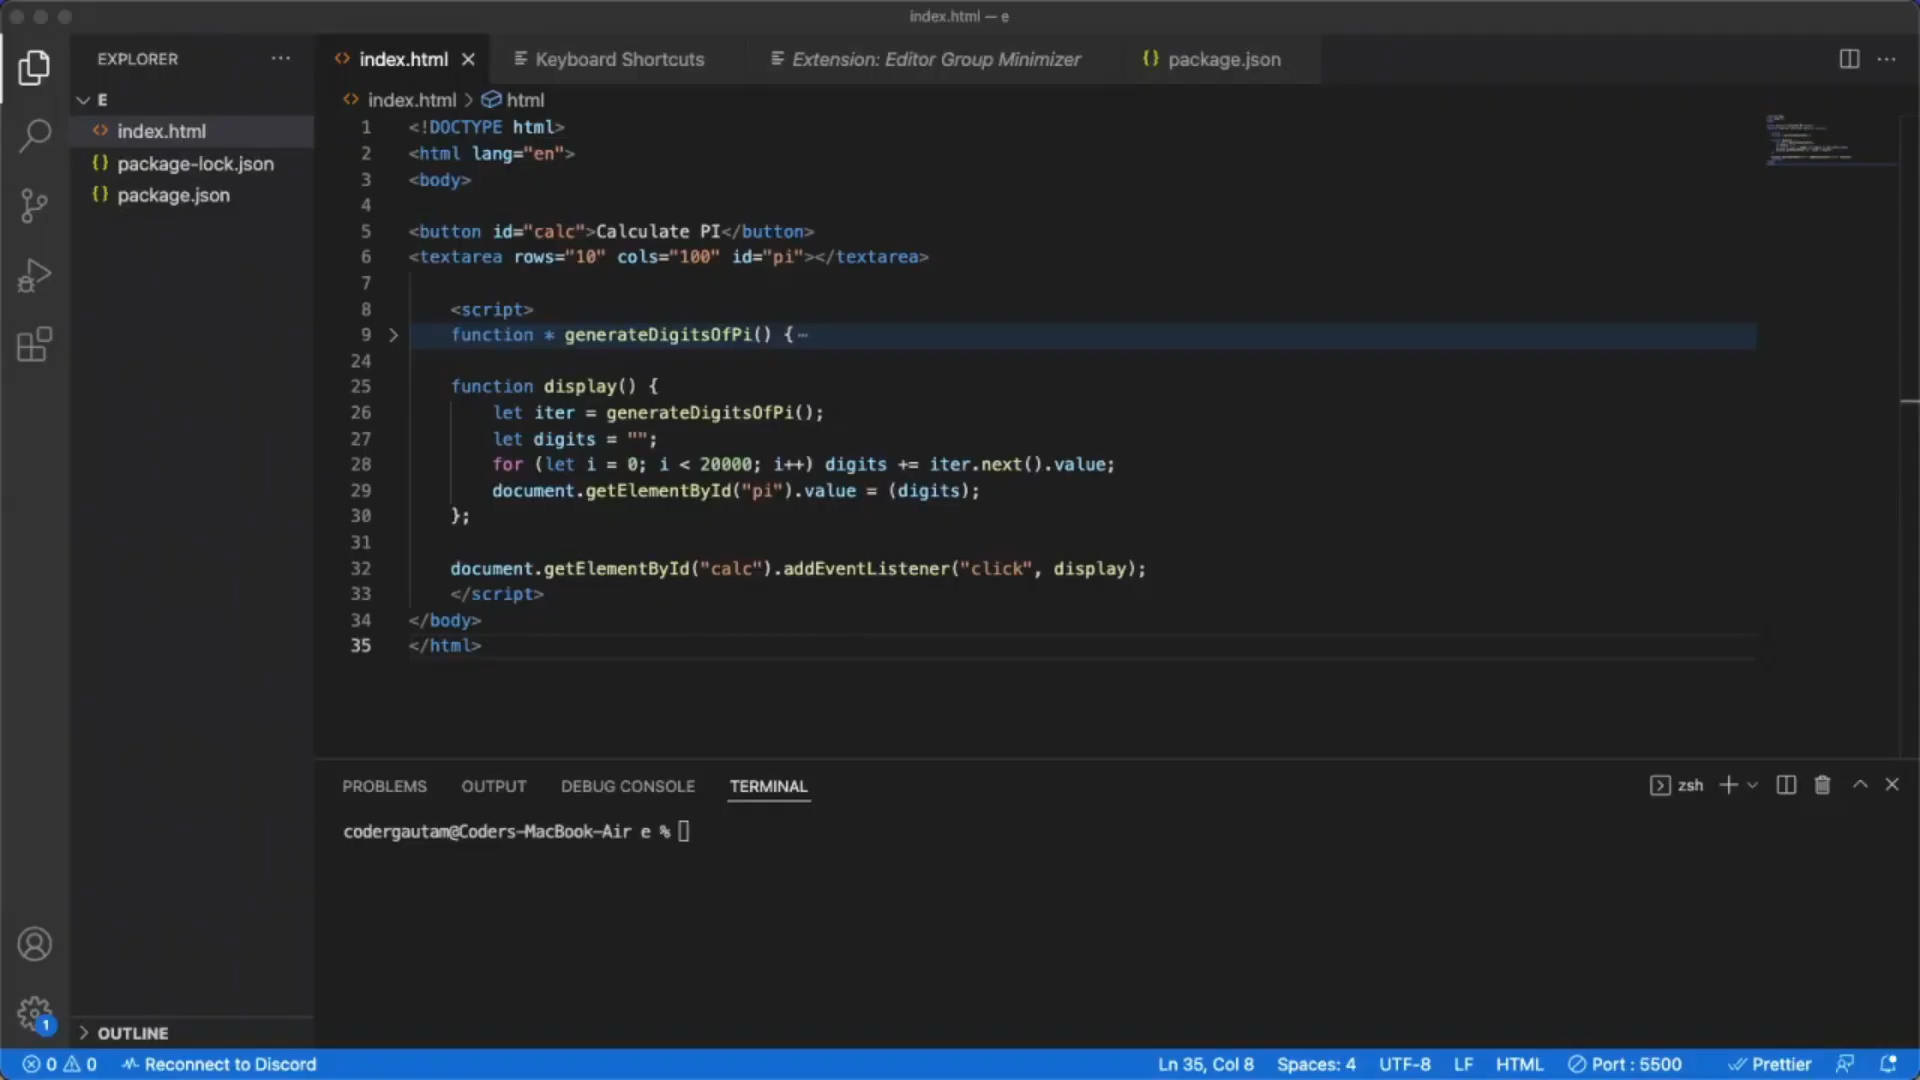 index.html — e
EXPLORER
index.html
Keyboard Shortcuts
Extension: Editor Group Minimizer
{} package.json
E
index.html
{} package-lock.json
{} package.json
index.html > html
1 <!DOCTYPE html>
2 <html lang="en">
3 <body>
4
5 <button id="calc">Calculate PI</button>
6 <textarea rows="10" cols="100" id="pi"></textarea>
7
8 <script>
9 function * generateDigitsOfPi() {…
24
25 function display() {
26 let iter = generateDigitsOfPi();
27 let digits = "";
28 for (let i = 0; i < 20000; i++) digits += iter.next().value;
29 document.getElementById("pi").value = (digits);
30 };
31
32 document.getElementById("calc").addEventListener("click", display);
33 </script>
34 </body>
35 </html>
PROBLEMS OUTPUT DEBUG CONSOLE TERMINAL
zsh
codergautam@Coders-MacBook-Air e %
1
OUTLINE
0 0 Reconnect to Discord
Ln 35, Col 8 Spaces: 4 UTF-8 LF HTML Port : 5500 Prettier